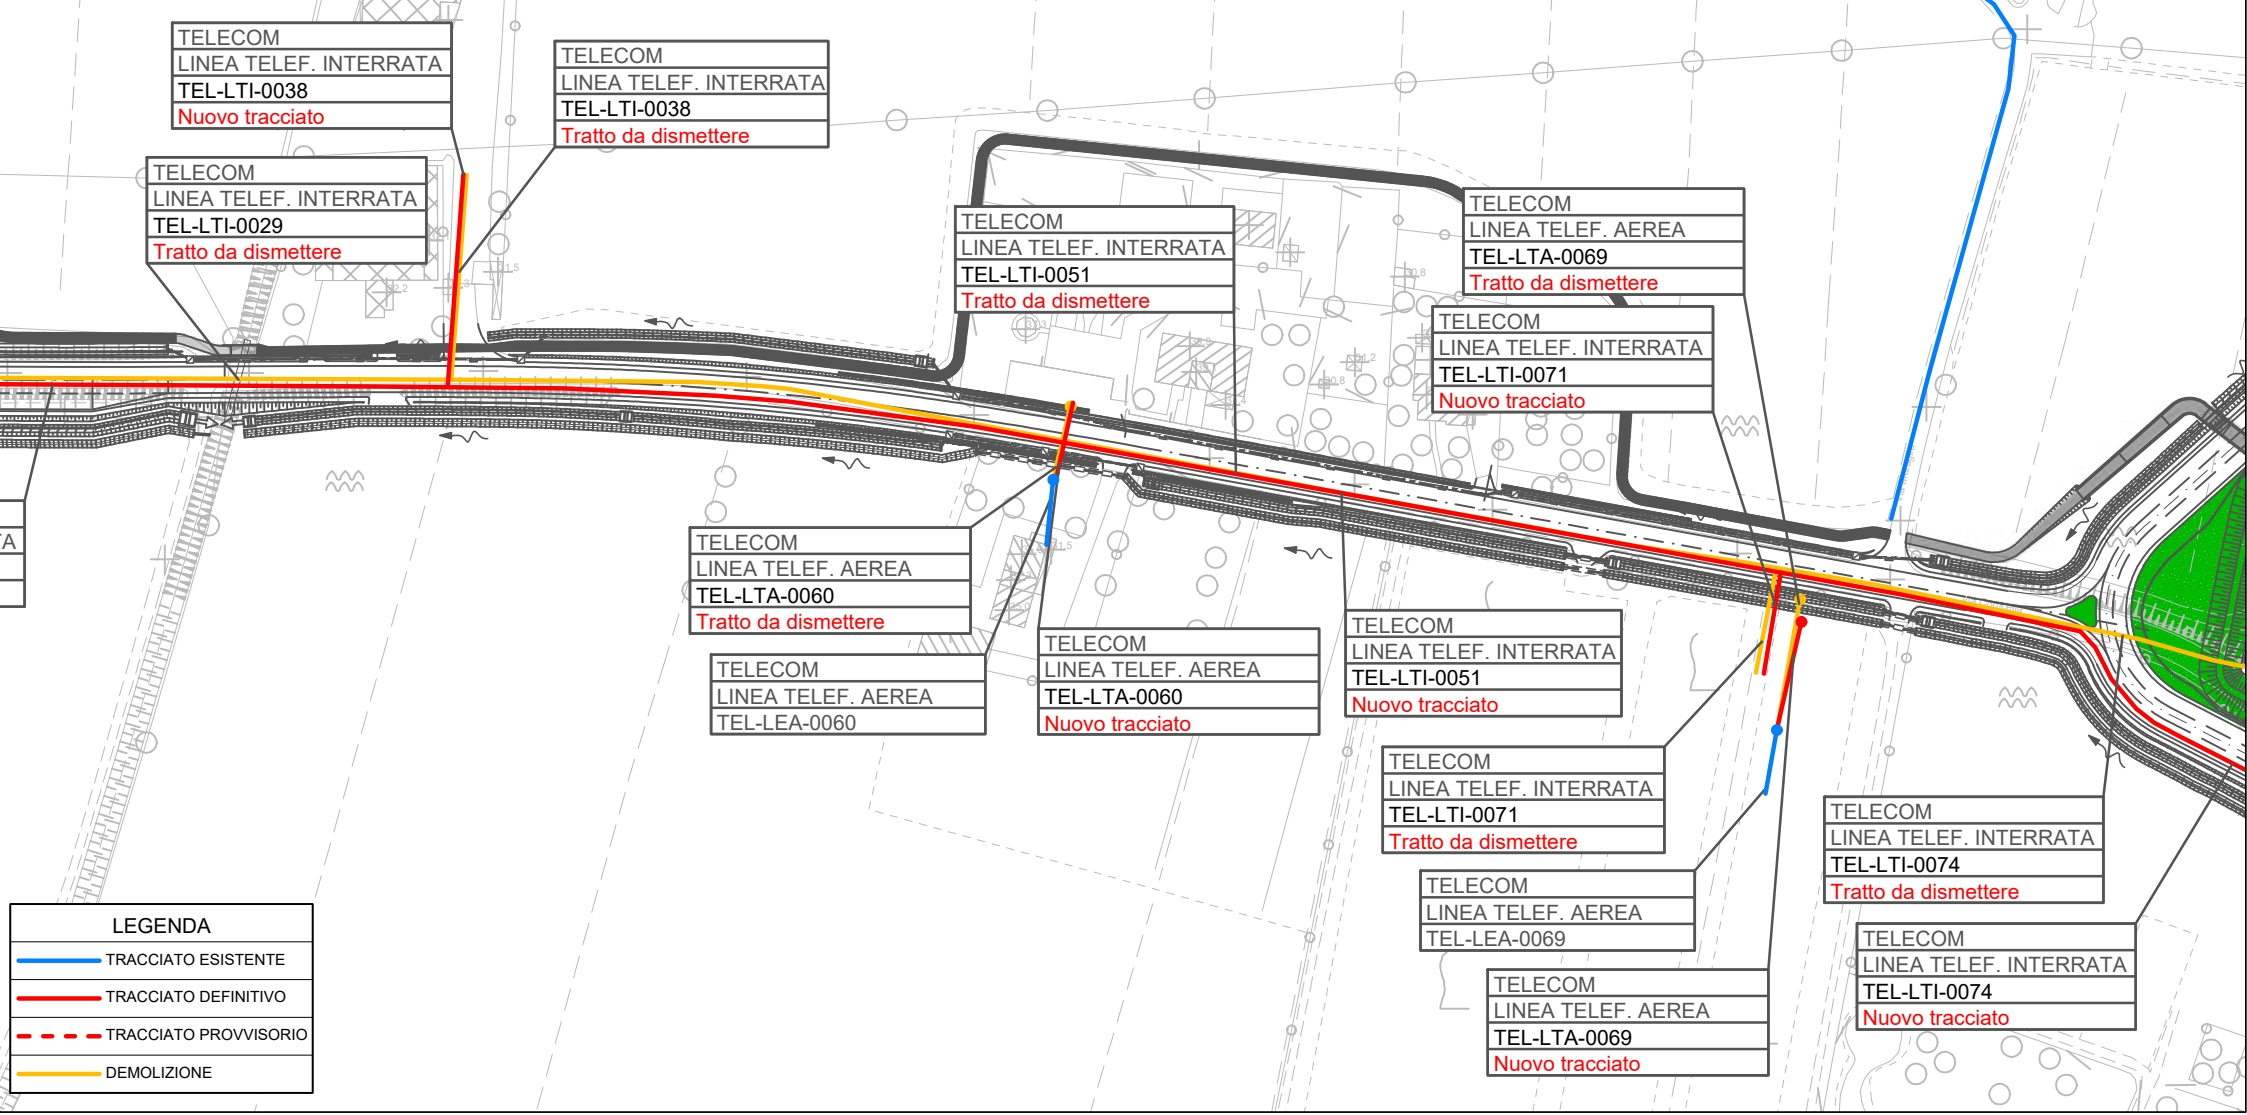 TELECOM
LINEA TELEF. INTERRATA
TEL-LTI-0038
Nuovo tracciato
TELECOM
LINEA TELEF. INTERRATA
TEL-LTI-0038
Tratto da dismettere
TELECOM
LINEA TELEF. INTERRATA
TEL-LTI-0029
Tratto da dismettere
TELECOM
LINEA TELEF. INTERRATA
TEL-LTI-0051
Tratto da dismettere
TELECOM
LINEA TELEF. AEREA
TEL-LTA-0069
Tratto da dismettere
TELECOM
LINEA TELEF. INTERRATA
TEL-LTI-0071
Nuovo tracciato
TELECOM
LINEA TELEF. AEREA
TEL-LTA-0060
Tratto da dismettere
TELECOM
LINEA TELEF. AEREA
TEL-LEA-0060
TELECOM
LINEA TELEF. AEREA
TEL-LTA-0060
Nuovo tracciato
TELECOM
LINEA TELEF. INTERRATA
TEL-LTI-0051
Nuovo tracciato
TELECOM
LINEA TELEF. INTERRATA
TEL-LTI-0071
Tratto da dismettere
TELECOM
LINEA TELEF. AEREA
TEL-LEA-0069
TELECOM
LINEA TELEF. AEREA
TEL-LTA-0069
Nuovo tracciato
TELECOM
LINEA TELEF. INTERRATA
TEL-LTI-0074
Tratto da dismettere
TELECOM
LINEA TELEF. INTERRATA
TEL-LTI-0074
Nuovo tracciato
LEGENDA
TRACCIATO ESISTENTE
TRACCIATO DEFINITIVO
TRACCIATO PROVVISORIO
DEMOLIZIONE